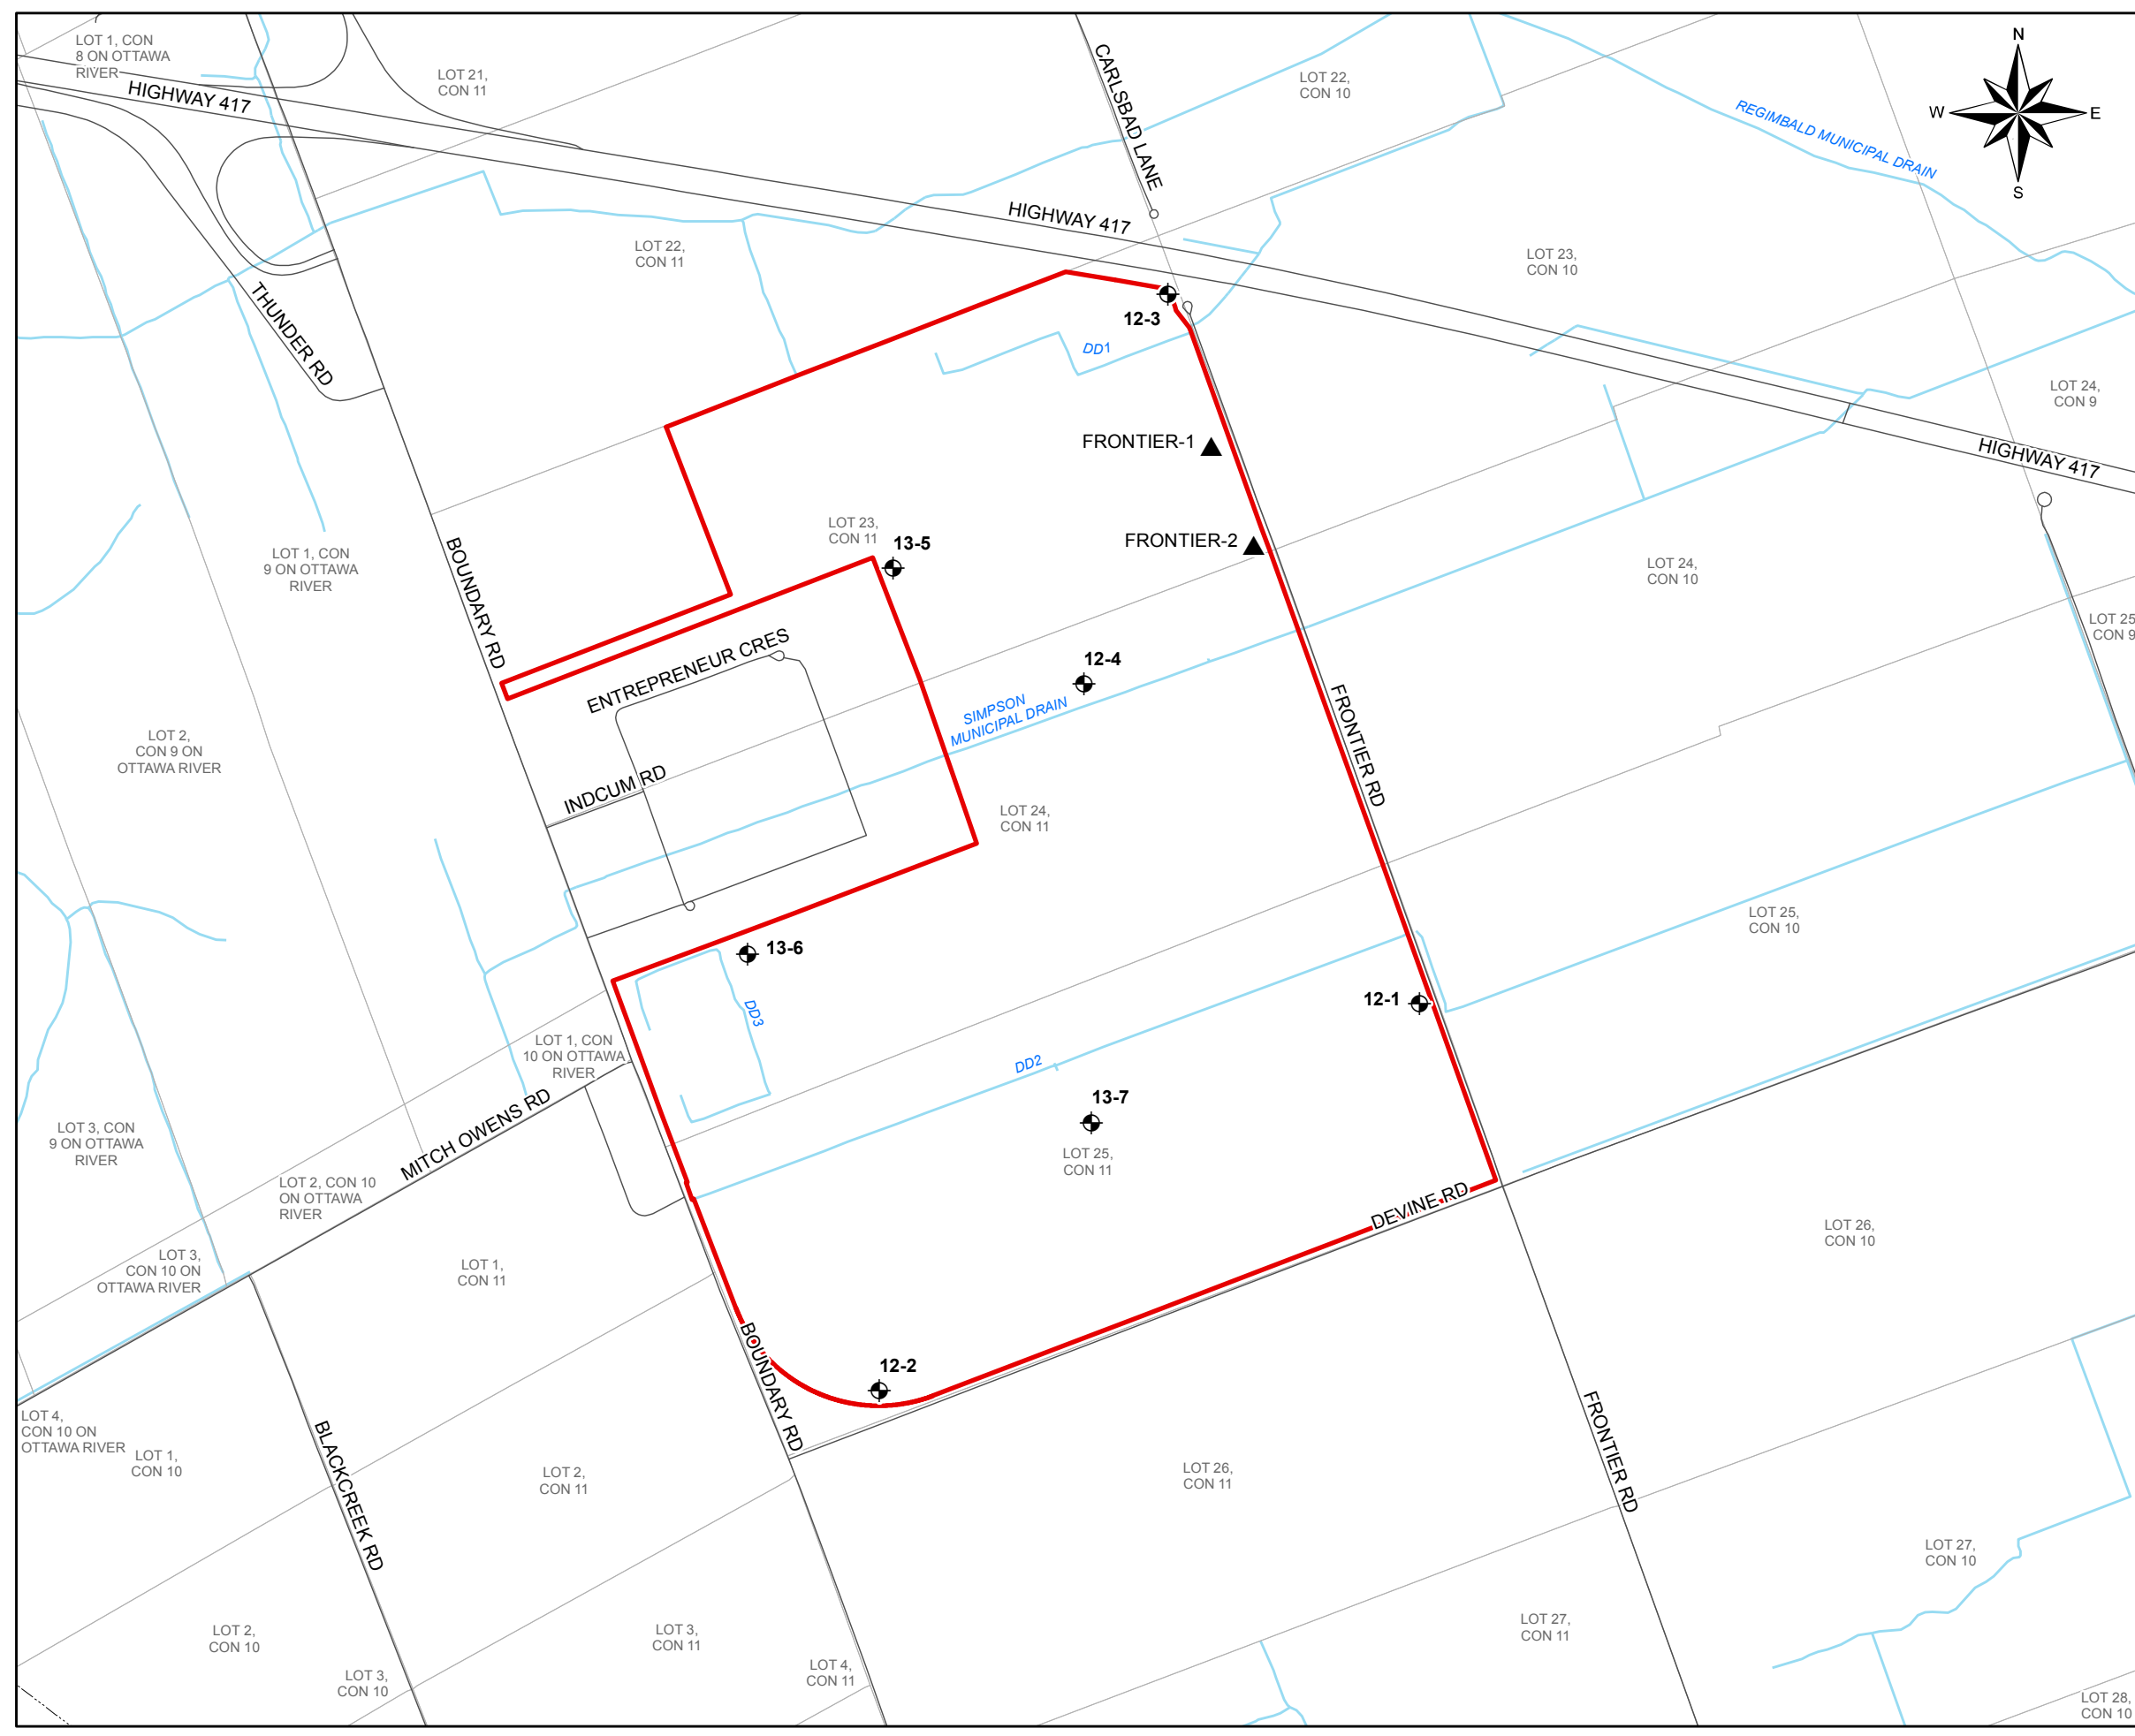 LOT 1, CON
8 ON OTTAWA
RIVER
HIGHWAY 417
LOT 21,
CON 11
CARLSBAD LANE
LOT 22,
CON 10
REGIMBALD MUNICIPAL DRAIN
N
W
E
S
HIGHWAY 417
LOT 22,
CON 11
LOT 23,
CON 10
THUNDER RD
12-3
DD1
LOT 24,
CON 9
FRONTIER-1
HIGHWAY 417
LOT 23,
CON 11
13-5
FRONTIER-2
BOUNDARY RD
LOT 1, CON
9 ON OTTAWA
RIVER
LOT 24,
CON 10
LOT 25
CON 9
ENTREPRENEUR CRES
12-4
SIMPSON
MUNICIPAL DRAIN
FRONTIER RD
LOT 2,
CON 9 ON
OTTAWA RIVER
INDCUM RD
LOT 24,
CON 11
LOT 25,
CON 10
13-6
12-1
DD3
LOT 1, CON
10 ON OTTAWA
RIVER
DD2
13-7
MITCH OWENS RD
LOT 3, CON
9 ON OTTAWA
RIVER
LOT 25,
CON 11
LOT 2, CON 10
ON OTTAWA
RIVER
DEVINE RD
LOT 26,
CON 10
LOT 3,
CON 10 ON
OTTAWA RIVER
LOT 1,
CON 11
BOUNDARY RD
12-2
LOT 4,
CON 10 ON
OTTAWA RIVER
LOT 1,
CON 10
BLACKCREEK RD
LOT 2,
CON 11
LOT 26,
CON 11
FRONTIER RD
LOT 27,
CON 10
LOT 2,
CON 10
LOT 3,
CON 11
LOT 27,
CON 11
LOT 3,
CON 10
LOT 4,
CON 11
LOT 28,
CON 10